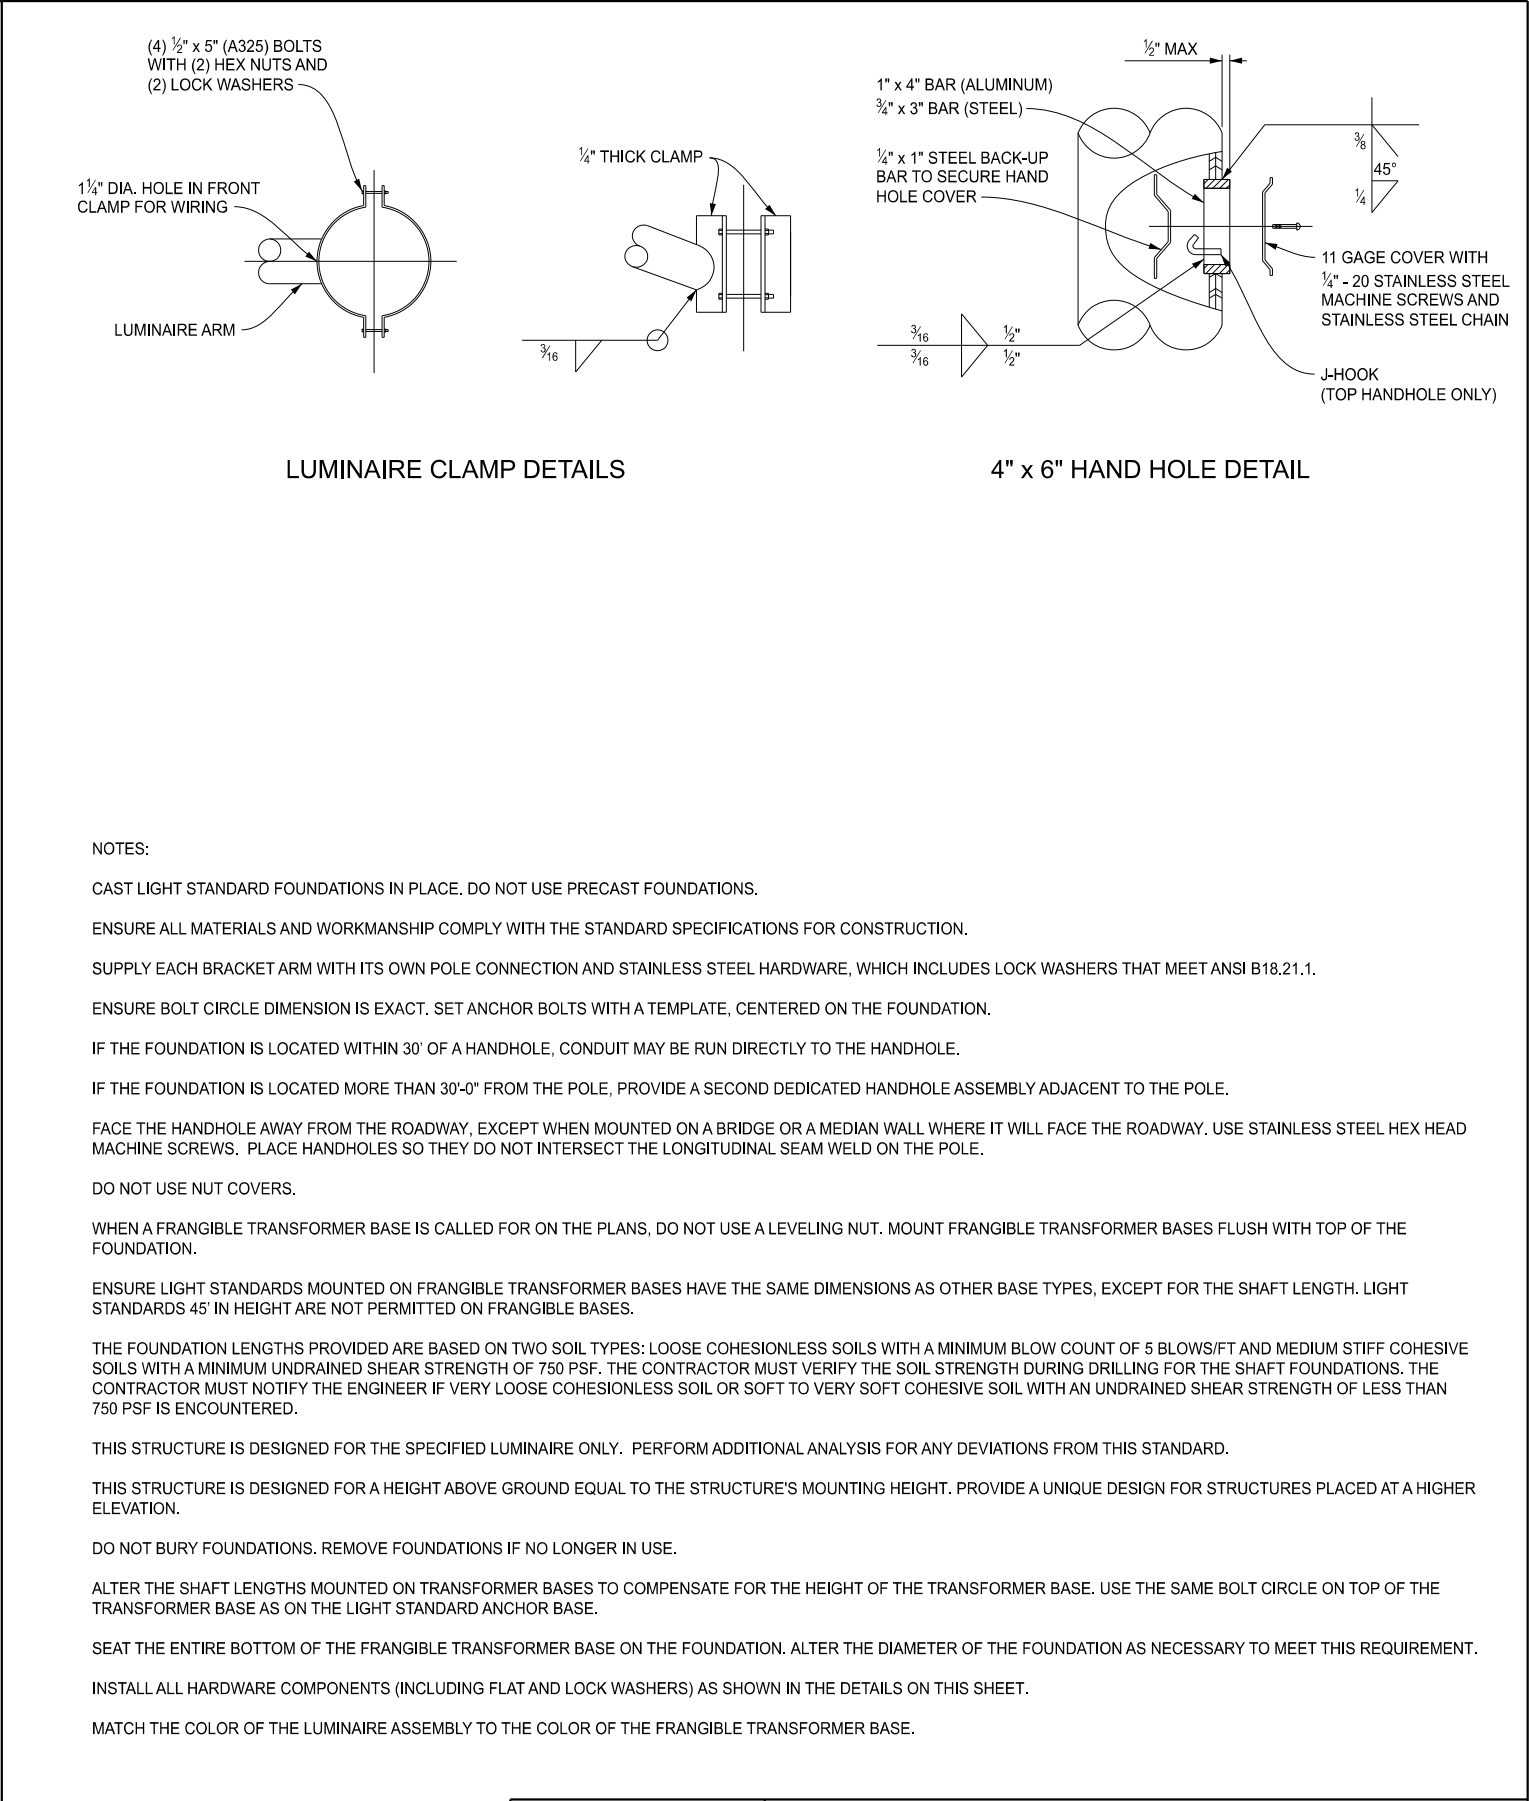 (4) ½" x 5" (A325) BOLTS
WITH (2) HEX NUTS AND
(2) LOCK WASHERS
1¼" DIA. HOLE IN FRONT
CLAMP FOR WIRING
LUMINAIRE ARM
¼" THICK CLAMP
3⁄16
LUMINAIRE CLAMP DETAILS
½" MAX
1" x 4" BAR (ALUMINUM)
¾" x 3" BAR (STEEL)
¼" x 1" STEEL BACK-UP
BAR TO SECURE HAND
HOLE COVER
⅜
45°
¼
11 GAGE COVER WITH
¼" - 20 STAINLESS STEEL
MACHINE SCREWS AND
STAINLESS STEEL CHAIN
3⁄16 ½"
3⁄16 ½"
J-HOOK
(TOP HANDHOLE ONLY)
4" x 6" HAND HOLE DETAIL
NOTES:
CAST LIGHT STANDARD FOUNDATIONS IN PLACE. DO NOT USE PRECAST FOUNDATIONS.
ENSURE ALL MATERIALS AND WORKMANSHIP COMPLY WITH THE STANDARD SPECIFICATIONS FOR CONSTRUCTION.
SUPPLY EACH BRACKET ARM WITH ITS OWN POLE CONNECTION AND STAINLESS STEEL HARDWARE, WHICH INCLUDES LOCK WASHERS THAT MEET ANSI B18.21.1.
ENSURE BOLT CIRCLE DIMENSION IS EXACT. SET ANCHOR BOLTS WITH A TEMPLATE, CENTERED ON THE FOUNDATION.
IF THE FOUNDATION IS LOCATED WITHIN 30' OF A HANDHOLE, CONDUIT MAY BE RUN DIRECTLY TO THE HANDHOLE.
IF THE FOUNDATION IS LOCATED MORE THAN 30'-0" FROM THE POLE, PROVIDE A SECOND DEDICATED HANDHOLE ASSEMBLY ADJACENT TO THE POLE.
FACE THE HANDHOLE AWAY FROM THE ROADWAY, EXCEPT WHEN MOUNTED ON A BRIDGE OR A MEDIAN WALL WHERE IT WILL FACE THE ROADWAY. USE STAINLESS STEEL HEX HEAD
MACHINE SCREWS. PLACE HANDHOLES SO THEY DO NOT INTERSECT THE LONGITUDINAL SEAM WELD ON THE POLE.
DO NOT USE NUT COVERS.
WHEN A FRANGIBLE TRANSFORMER BASE IS CALLED FOR ON THE PLANS, DO NOT USE A LEVELING NUT. MOUNT FRANGIBLE TRANSFORMER BASES FLUSH WITH TOP OF THE
FOUNDATION.
ENSURE LIGHT STANDARDS MOUNTED ON FRANGIBLE TRANSFORMER BASES HAVE THE SAME DIMENSIONS AS OTHER BASE TYPES, EXCEPT FOR THE SHAFT LENGTH. LIGHT
STANDARDS 45' IN HEIGHT ARE NOT PERMITTED ON FRANGIBLE BASES.
THE FOUNDATION LENGTHS PROVIDED ARE BASED ON TWO SOIL TYPES: LOOSE COHESIONLESS SOILS WITH A MINIMUM BLOW COUNT OF 5 BLOWS/FT AND MEDIUM STIFF COHESIVE
SOILS WITH A MINIMUM UNDRAINED SHEAR STRENGTH OF 750 PSF. THE CONTRACTOR MUST VERIFY THE SOIL STRENGTH DURING DRILLING FOR THE SHAFT FOUNDATIONS. THE
CONTRACTOR MUST NOTIFY THE ENGINEER IF VERY LOOSE COHESIONLESS SOIL OR SOFT TO VERY SOFT COHESIVE SOIL WITH AN UNDRAINED SHEAR STRENGTH OF LESS THAN
750 PSF IS ENCOUNTERED.
THIS STRUCTURE IS DESIGNED FOR THE SPECIFIED LUMINAIRE ONLY. PERFORM ADDITIONAL ANALYSIS FOR ANY DEVIATIONS FROM THIS STANDARD.
THIS STRUCTURE IS DESIGNED FOR A HEIGHT ABOVE GROUND EQUAL TO THE STRUCTURE'S MOUNTING HEIGHT. PROVIDE A UNIQUE DESIGN FOR STRUCTURES PLACED AT A HIGHER
ELEVATION.
DO NOT BURY FOUNDATIONS. REMOVE FOUNDATIONS IF NO LONGER IN USE.
ALTER THE SHAFT LENGTHS MOUNTED ON TRANSFORMER BASES TO COMPENSATE FOR THE HEIGHT OF THE TRANSFORMER BASE. USE THE SAME BOLT CIRCLE ON TOP OF THE
TRANSFORMER BASE AS ON THE LIGHT STANDARD ANCHOR BASE.
SEAT THE ENTIRE BOTTOM OF THE FRANGIBLE TRANSFORMER BASE ON THE FOUNDATION. ALTER THE DIAMETER OF THE FOUNDATION AS NECESSARY TO MEET THIS REQUIREMENT.
INSTALL ALL HARDWARE COMPONENTS (INCLUDING FLAT AND LOCK WASHERS) AS SHOWN IN THE DETAILS ON THIS SHEET.
MATCH THE COLOR OF THE LUMINAIRE ASSEMBLY TO THE COLOR OF THE FRANGIBLE TRANSFORMER BASE.